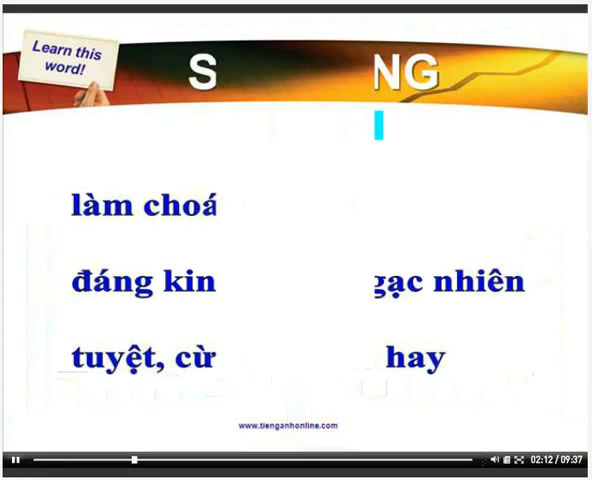 Learn this
word!
S NG
làm choá
đáng kin gạc nhiên
tuyệt, cừ hay
www.tienganhonline.com
02:12 / 09:37